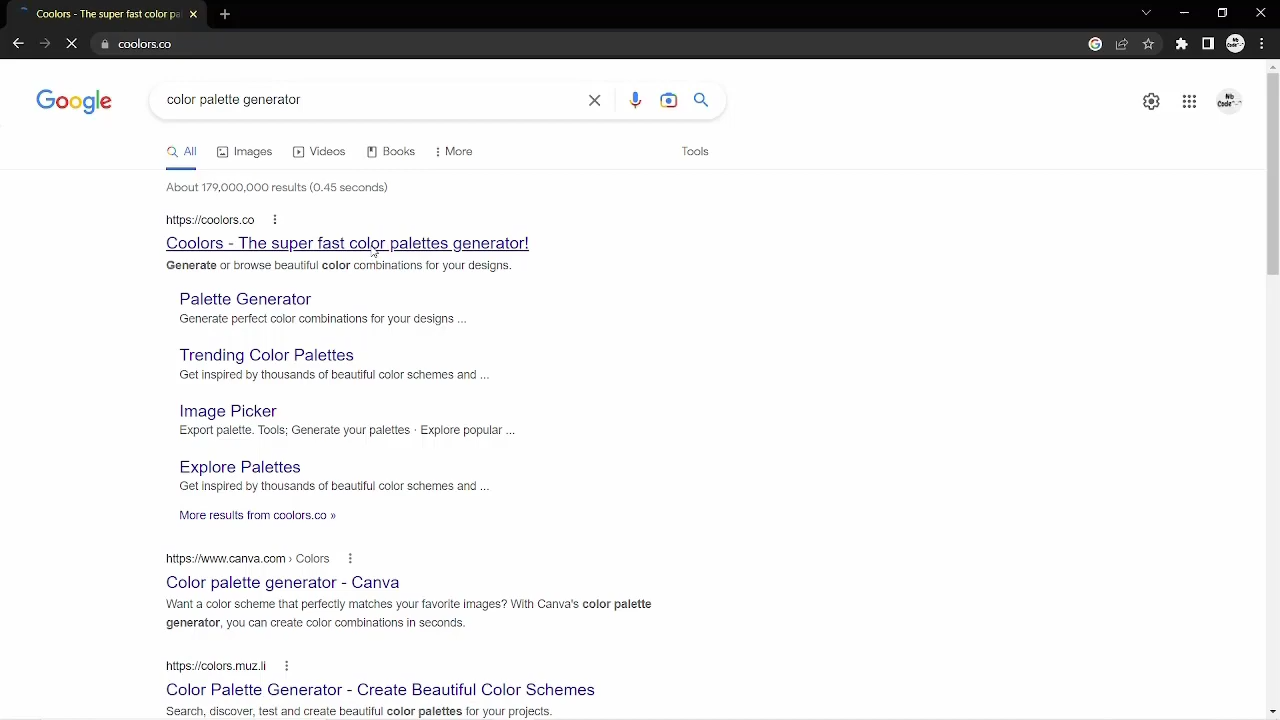 Coolors - The super fast color pa
coolors.co
Google
color palette generator
Nb
Code
All
Images
Videos
Books
More
Tools
About 179,000,000 results (0.45 seconds)
https://coolors.co
Coolors - The super fast color palettes generator!
Generate or browse beautiful color combinations for your designs.
Palette Generator
Generate perfect color combinations for your designs ...
Trending Color Palettes
Get inspired by thousands of beautiful color schemes and ...
Image Picker
Export palette. Tools; Generate your palettes · Explore popular ...
Explore Palettes
Get inspired by thousands of beautiful color schemes and ...
More results from coolors.co »
https://www.canva.com › Colors
Color palette generator - Canva
Want a color scheme that perfectly matches your favorite images? With Canva's color palette
generator, you can create color combinations in seconds.
https://colors.muz.li
Color Palette Generator - Create Beautiful Color Schemes
Search, discover, test and create beautiful color palettes for your projects.